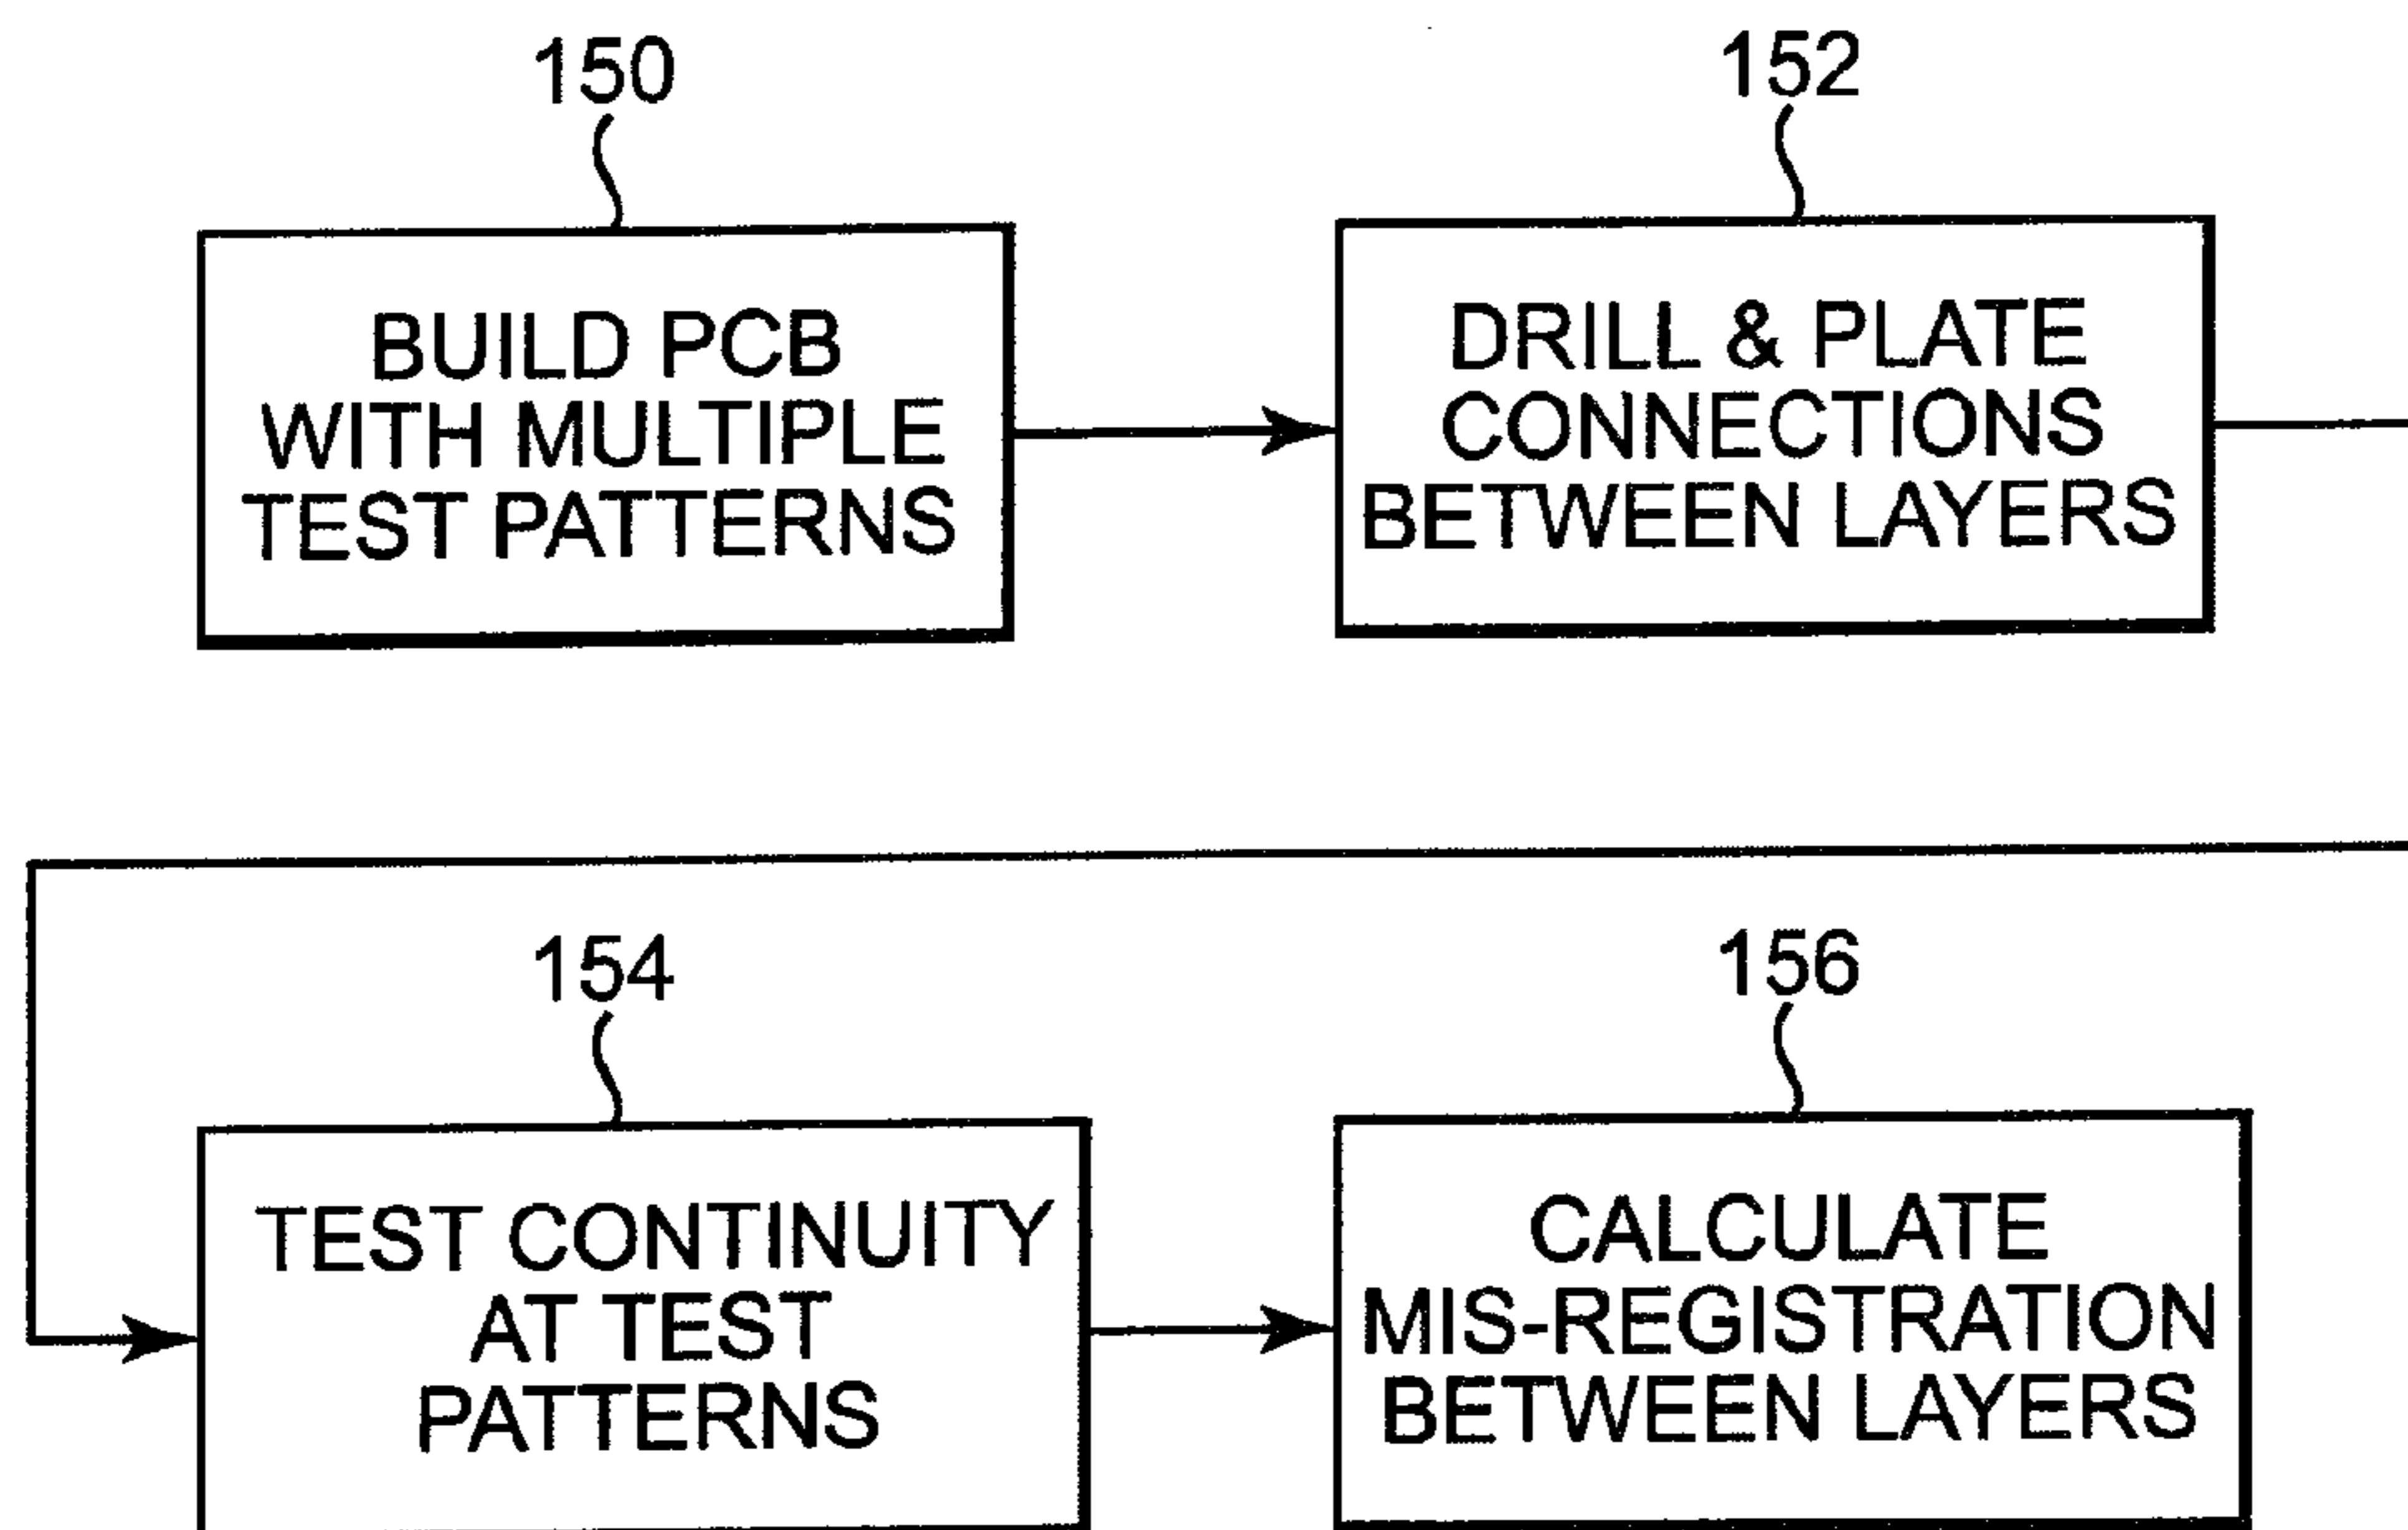 150
BUILD PCB
WITH MULTIPLE
TEST PATTERNS
152
DRILL & PLATE
CONNECTIONS
BETWEEN LAYERS
154
TEST CONTINUITY
AT TEST
PATTERNS
156
CALCULATE
MIS-REGISTRATION
BETWEEN LAYERS